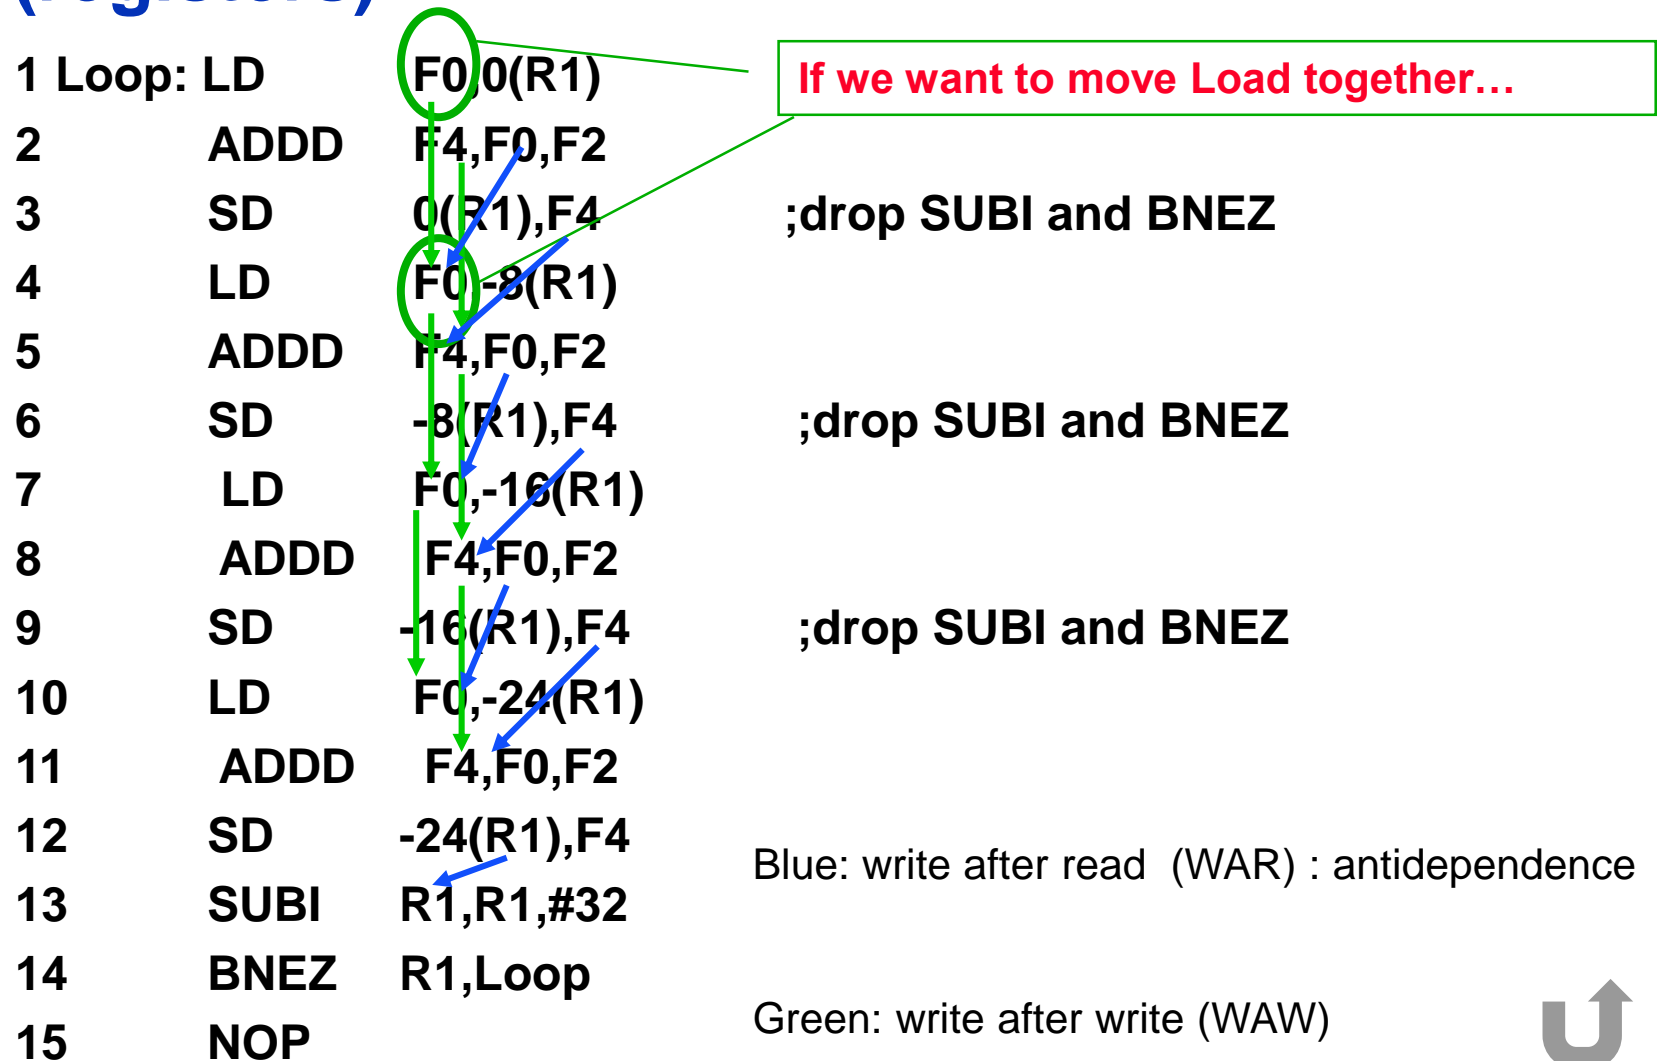 (registers)
1 Loop: LD F0,0(R1) If we want to move Load together…
2 ADDD F4,F0,F2
3 SD 0(R1),F4 ;drop SUBI and BNEZ
4 LD F0,-8(R1)
5 ADDD F4,F0,F2
6 SD -8(R1),F4 ;drop SUBI and BNEZ
7 LD F0,-16(R1)
8 ADDD F4,F0,F2
9 SD -16(R1),F4 ;drop SUBI and BNEZ
10 LD F0,-24(R1)
11 ADDD F4,F0,F2
12 SD -24(R1),F4
Blue: write after read (WAR) : antidependence
13 SUBI R1,R1,#32
14 BNEZ R1,Loop
Green: write after write (WAW)
15 NOP